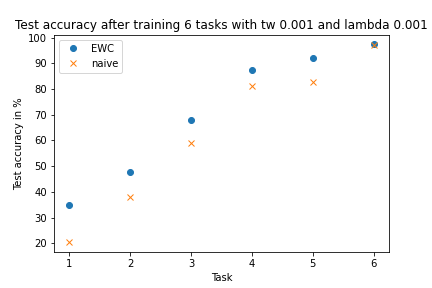 Test accuracy after training 6 tasks with tw 0.001 and lambda 0.001
100
90
80
70
60
50
40
30
20
Test accuracy in %
EWC
naive
1 2 3 4 5 6
Task